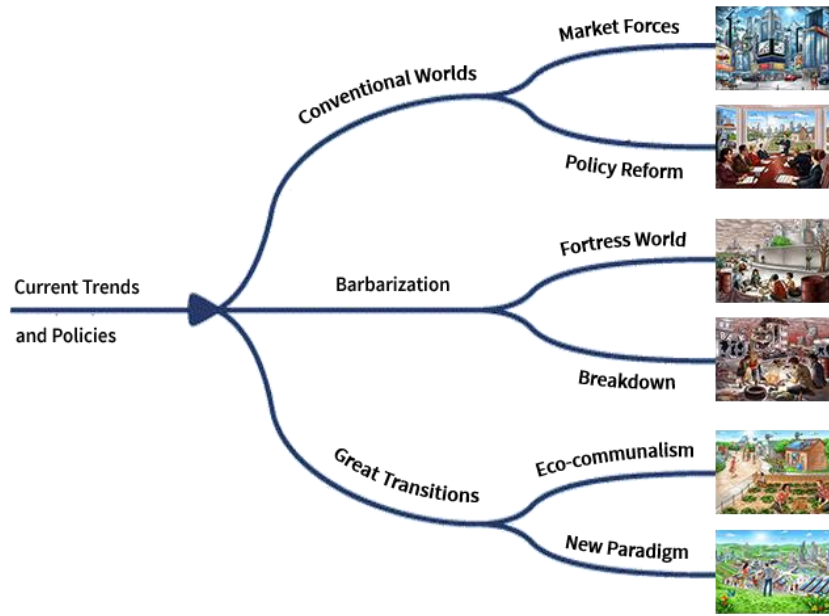 Market Forces
Conventional Worlds
Policy Reform
Fortress World
Current Trends
and Policies
Barbarization
Breakdown
Eco-communalism
Great Transitions
New Paradigm